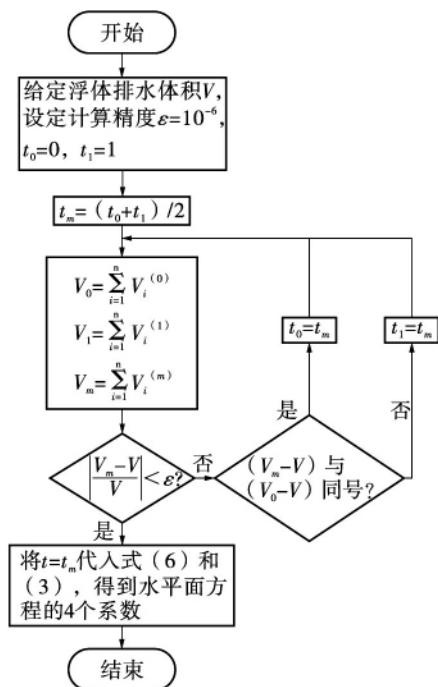 开始
给定浮体排水体积V,
设定计算精度ε=10⁻⁶,
t₀=0, t₁=1
tₘ=(t₀+t₁)/2
V₀=∑ᵢ₌₁ⁿ Vᵢ⁽⁰⁾
V₁=∑ᵢ₌₁ⁿ Vᵢ⁽¹⁾
Vₘ=∑ᵢ₌₁ⁿ Vᵢ⁽ᵐ⁾
t₀=tₘ
t₁=tₘ
是
否
|(Vₘ-V)/V|<ε?
否
(Vₘ-V)与
(V₀-V)同号?
是
将t=tₘ代入式(6)和
(3),得到水平面方
程的4个系数
结束